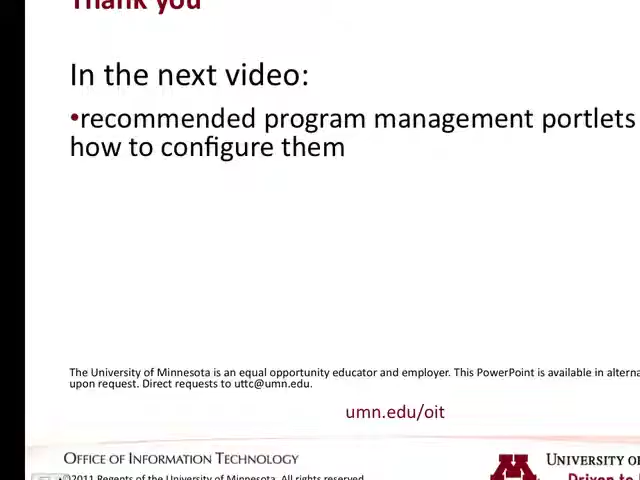 Thank you
In the next video:
•recommended program management portlets
how to configure them
The University of Minnesota is an equal opportunity educator and employer. This PowerPoint is available in
upon request. Direct requests to uttc@umn.edu.
umn.edu/oit
OFFICE OF INFORMATION TECHNOLOGY
UNIVERSITY OF
©2011 Regents of the University of Minnesota. All rights reserved
Driven to